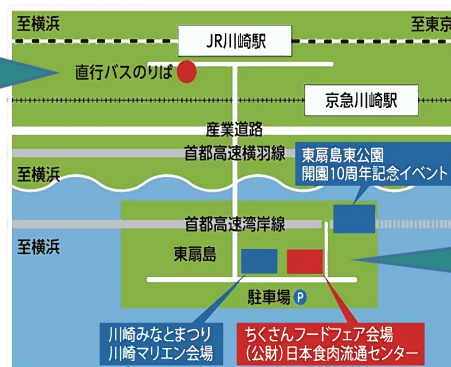 至横浜
至東京
JR川崎駅
直行バスのりば
京急川崎駅
産業道路
首都高速横羽線
東扇島東公園
開園10周年記念イベント
至横浜
首都高速湾岸線
至横浜
東扇島
駐車場 P
川崎みなとまつり
川崎マリエン会場
ちくさんフードフェア会場
(公財)日本食肉流通センター